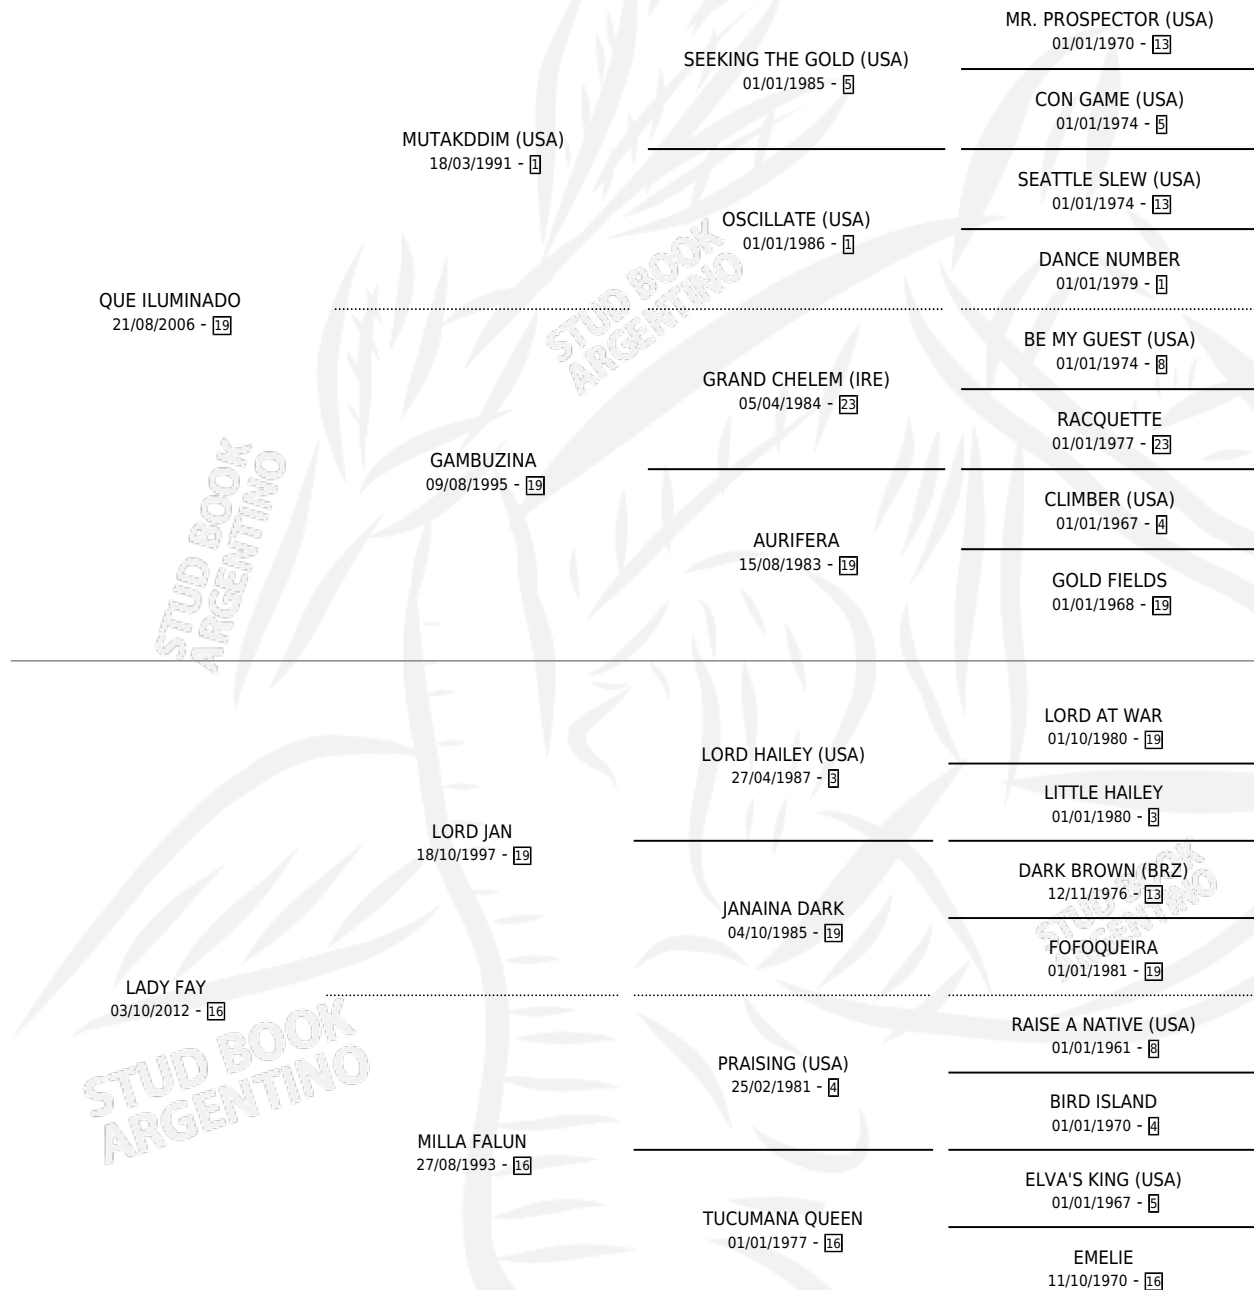 MR. PROSPECTOR (USA)
01/01/1970 - 13
SEEKING THE GOLD (USA)
01/01/1985 - 5
CON GAME (USA)
01/01/1974 - 5
MUTAKDDIM (USA)
18/03/1991 - 1
SEATTLE SLEW (USA)
01/01/1974 - 13
OSCILLATE (USA)
01/01/1986 - 1
DANCE NUMBER
01/01/1979 - 1
QUE ILUMINADO
21/08/2006 - 19
BE MY GUEST (USA)
01/01/1974 - 8
GRAND CHELEM (IRE)
05/04/1984 - 23
RACQUETTE
01/01/1977 - 23
GAMBUZINA
09/08/1995 - 19
CLIMBER (USA)
01/01/1967 - 4
AURIFERA
15/08/1983 - 19
GOLD FIELDS
01/01/1968 - 19
LORD AT WAR
01/10/1980 - 19
LORD HAILEY (USA)
27/04/1987 - 3
LITTLE HAILEY
01/01/1980 - 3
LORD JAN
18/10/1997 - 19
DARK BROWN (BRZ)
12/11/1976 - 13
JANAINA DARK
04/10/1985 - 19
FOFOQUEIRA
01/01/1981 - 19
LADY FAY
03/10/2012 - 16
RAISE A NATIVE (USA)
01/01/1961 - 8
PRAISING (USA)
25/02/1981 - 4
BIRD ISLAND
01/01/1970 - 4
MILLA FALUN
27/08/1993 - 16
ELVA'S KING (USA)
01/01/1967 - 5
TUCUMANA QUEEN
01/01/1977 - 16
EMELIE
11/10/1970 - 16
STUD BOOK
ARGENTINO
STUD BOOK
ARGENTINO
STUD BOOK
ARGENTINO
STUD BOOK
ARGENTINO